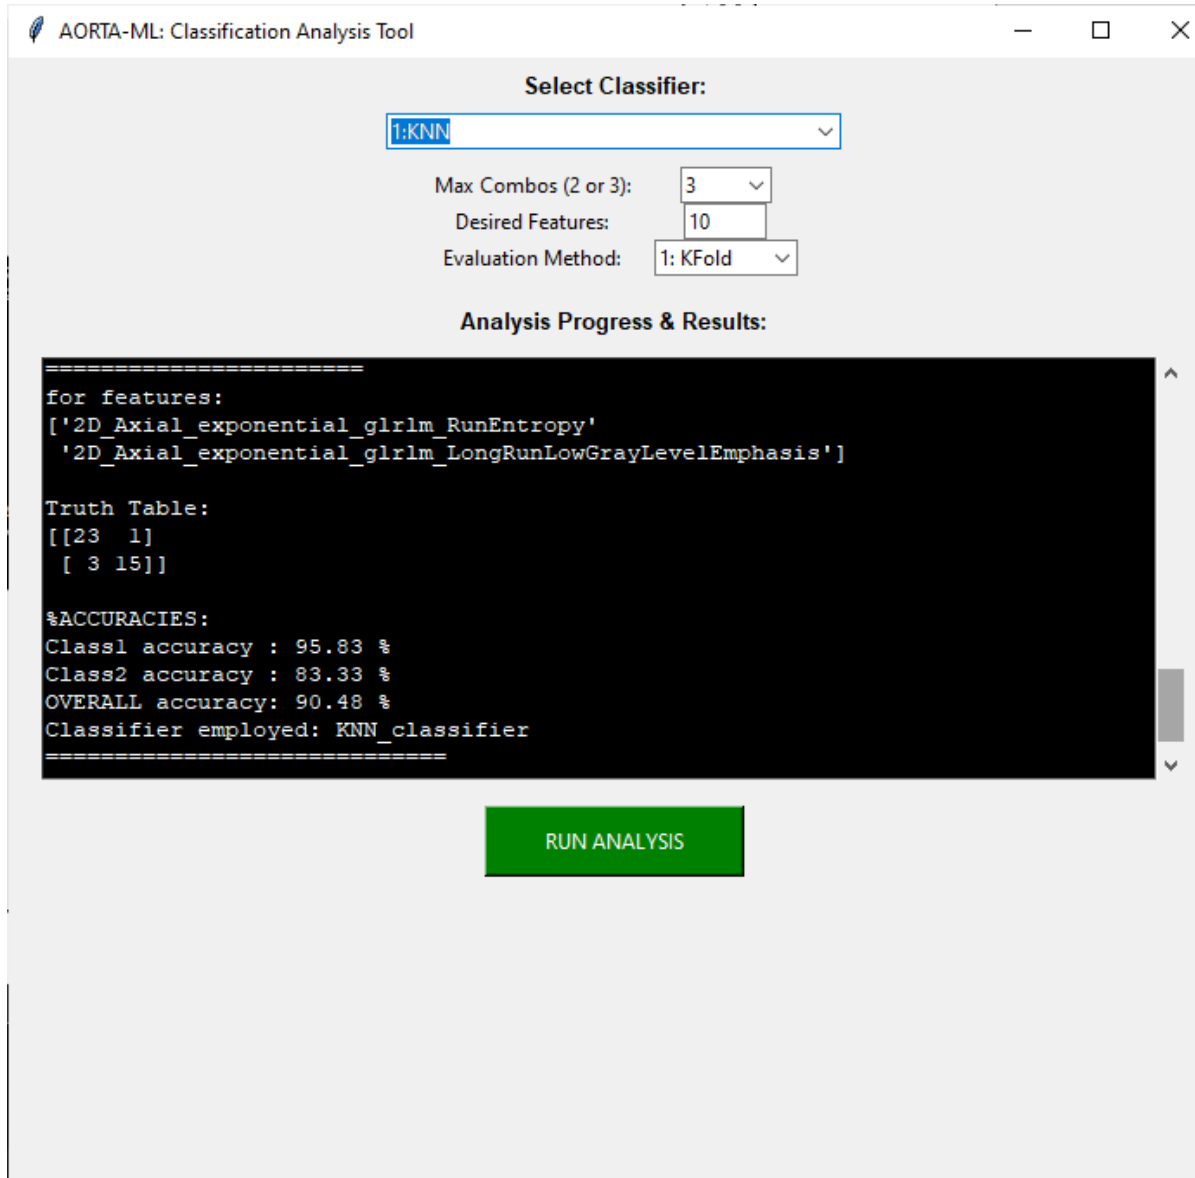 AORTA-ML: Classification Analysis Tool
Select Classifier:
1:KNN
Max Combos (2 or 3): 3
Desired Features: 10
Evaluation Method: 1: KFold
Analysis Progress & Results:
=======================
for features:
['2D_Axial_exponential_glrlm_RunEntropy'
 '2D_Axial_exponential_glrlm_LongRunLowGrayLevelEmphasis']
Truth Table:
[[23  1]
 [ 3 15]]
%ACCURACIES:
Class1 accuracy : 95.83 %
Class2 accuracy : 83.33 %
OVERALL accuracy: 90.48 %
Classifier employed: KNN_classifier
=============================
RUN ANALYSIS